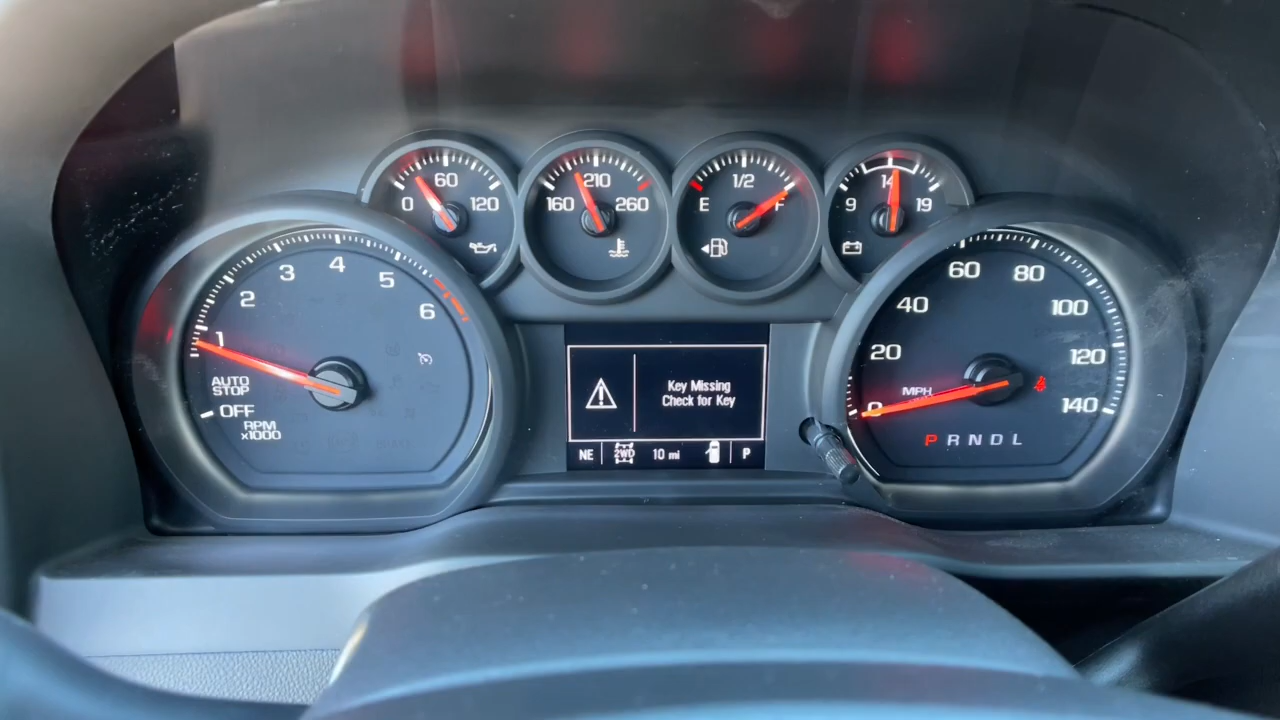 0 60 120
160 210 260
E 1/2 F
9 14 19
1 2 3 4 5 6
AUTO
STOP
OFF
RPM
x1000
Key Missing
Check for Key
NE 2WD 10 mi P
0 20 40 60 80 100 120 140
MPH
P R N D L